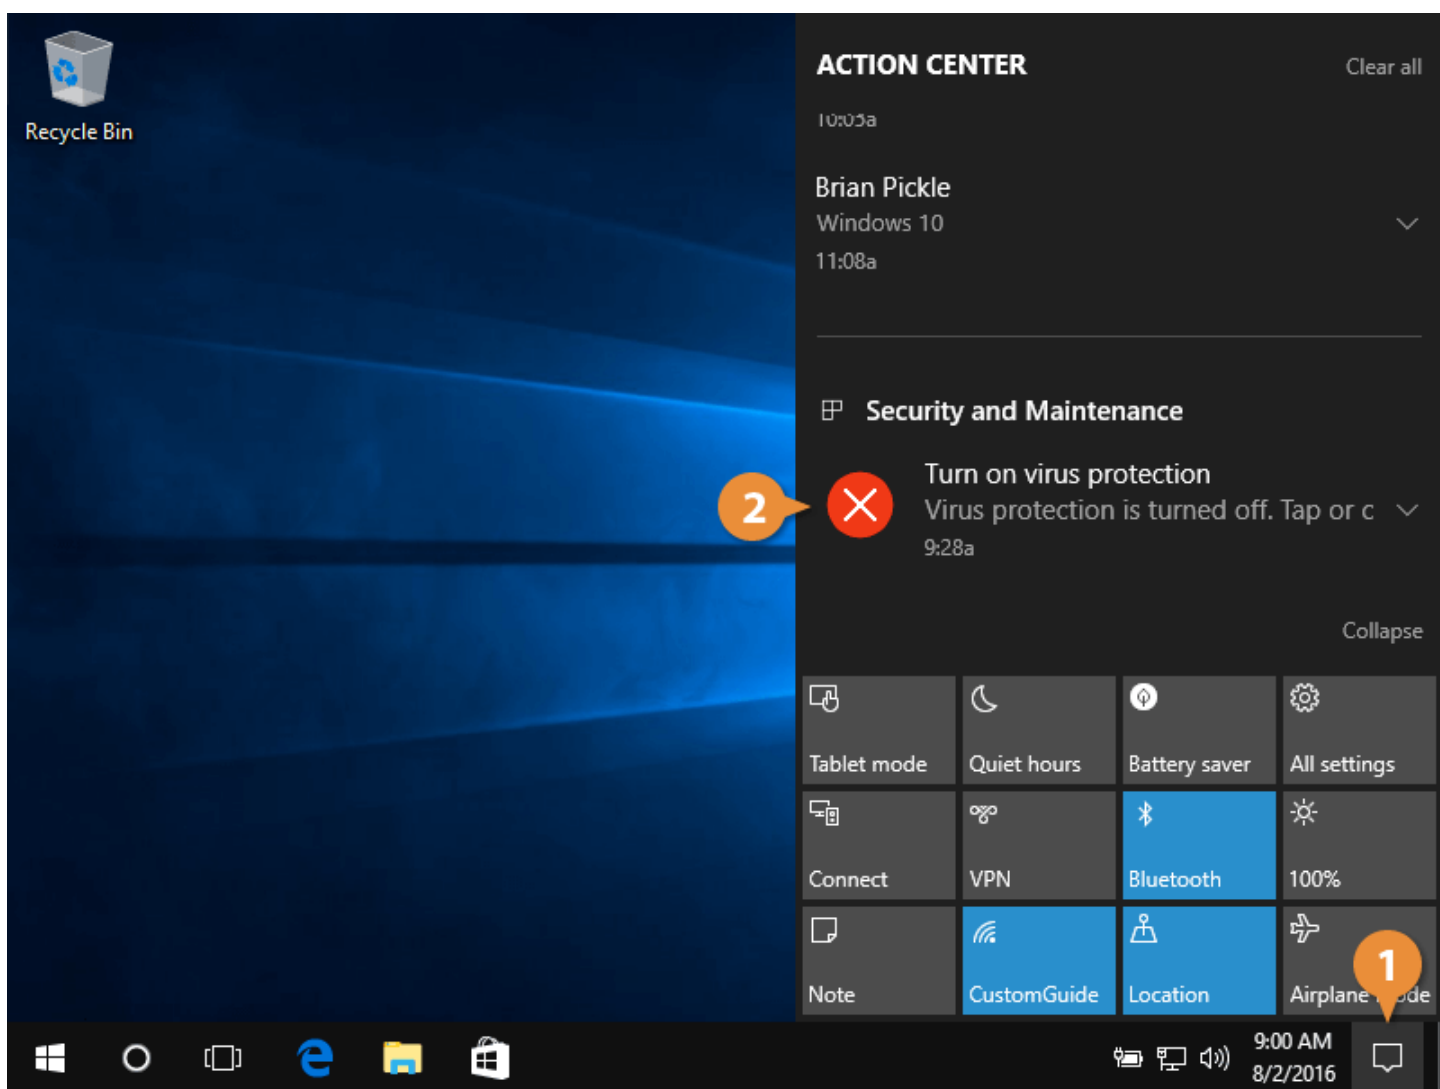 Recycle Bin
ACTION CENTER
Clear all
10:03a
Brian Pickle
Windows 10
11:08a
Security and Maintenance
2
Turn on virus protection
Virus protection is turned off. Tap or c
9:28a
Collapse
Tablet mode
Quiet hours
Battery saver
All settings
Connect
VPN
Bluetooth
100%
Note
CustomGuide
Location
Airplane
1
9:00 AM
8/2/2016